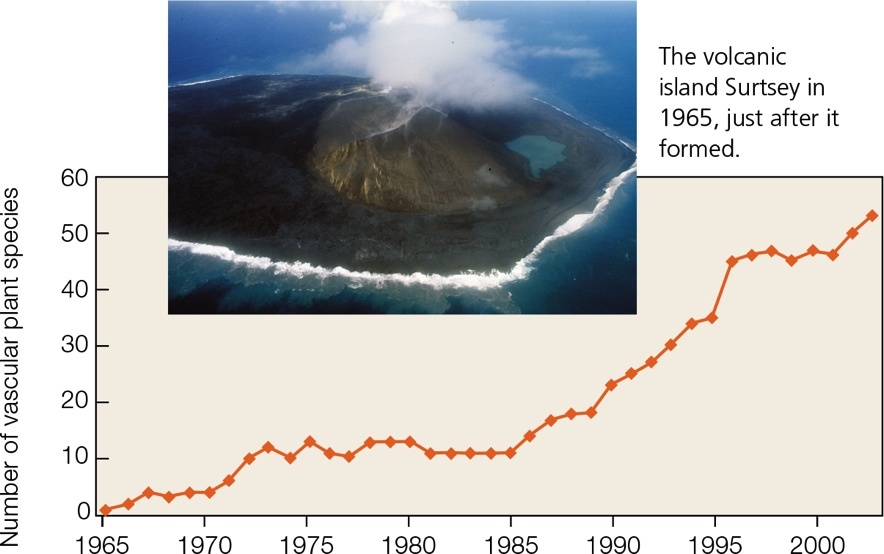 The volcanic
island Surtsey in
1965, just after it
formed.
Number of vascular plant species
60
50
40
30
20
10
0
1965 1970 1975 1980 1985 1990 1995 2000